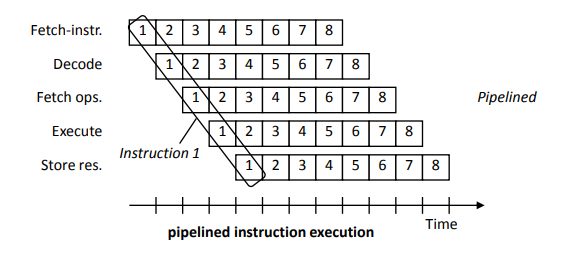 Fetch-instr. 1 2 3 4 5 6 7 8
Decode 1 2 3 4 5 6 7 8
Fetch ops. 1 2 3 4 5 6 7 8 Pipelined
Execute 1 2 3 4 5 6 7 8
Instruction 1
Store res. 1 2 3 4 5 6 7 8
Time
pipelined instruction execution